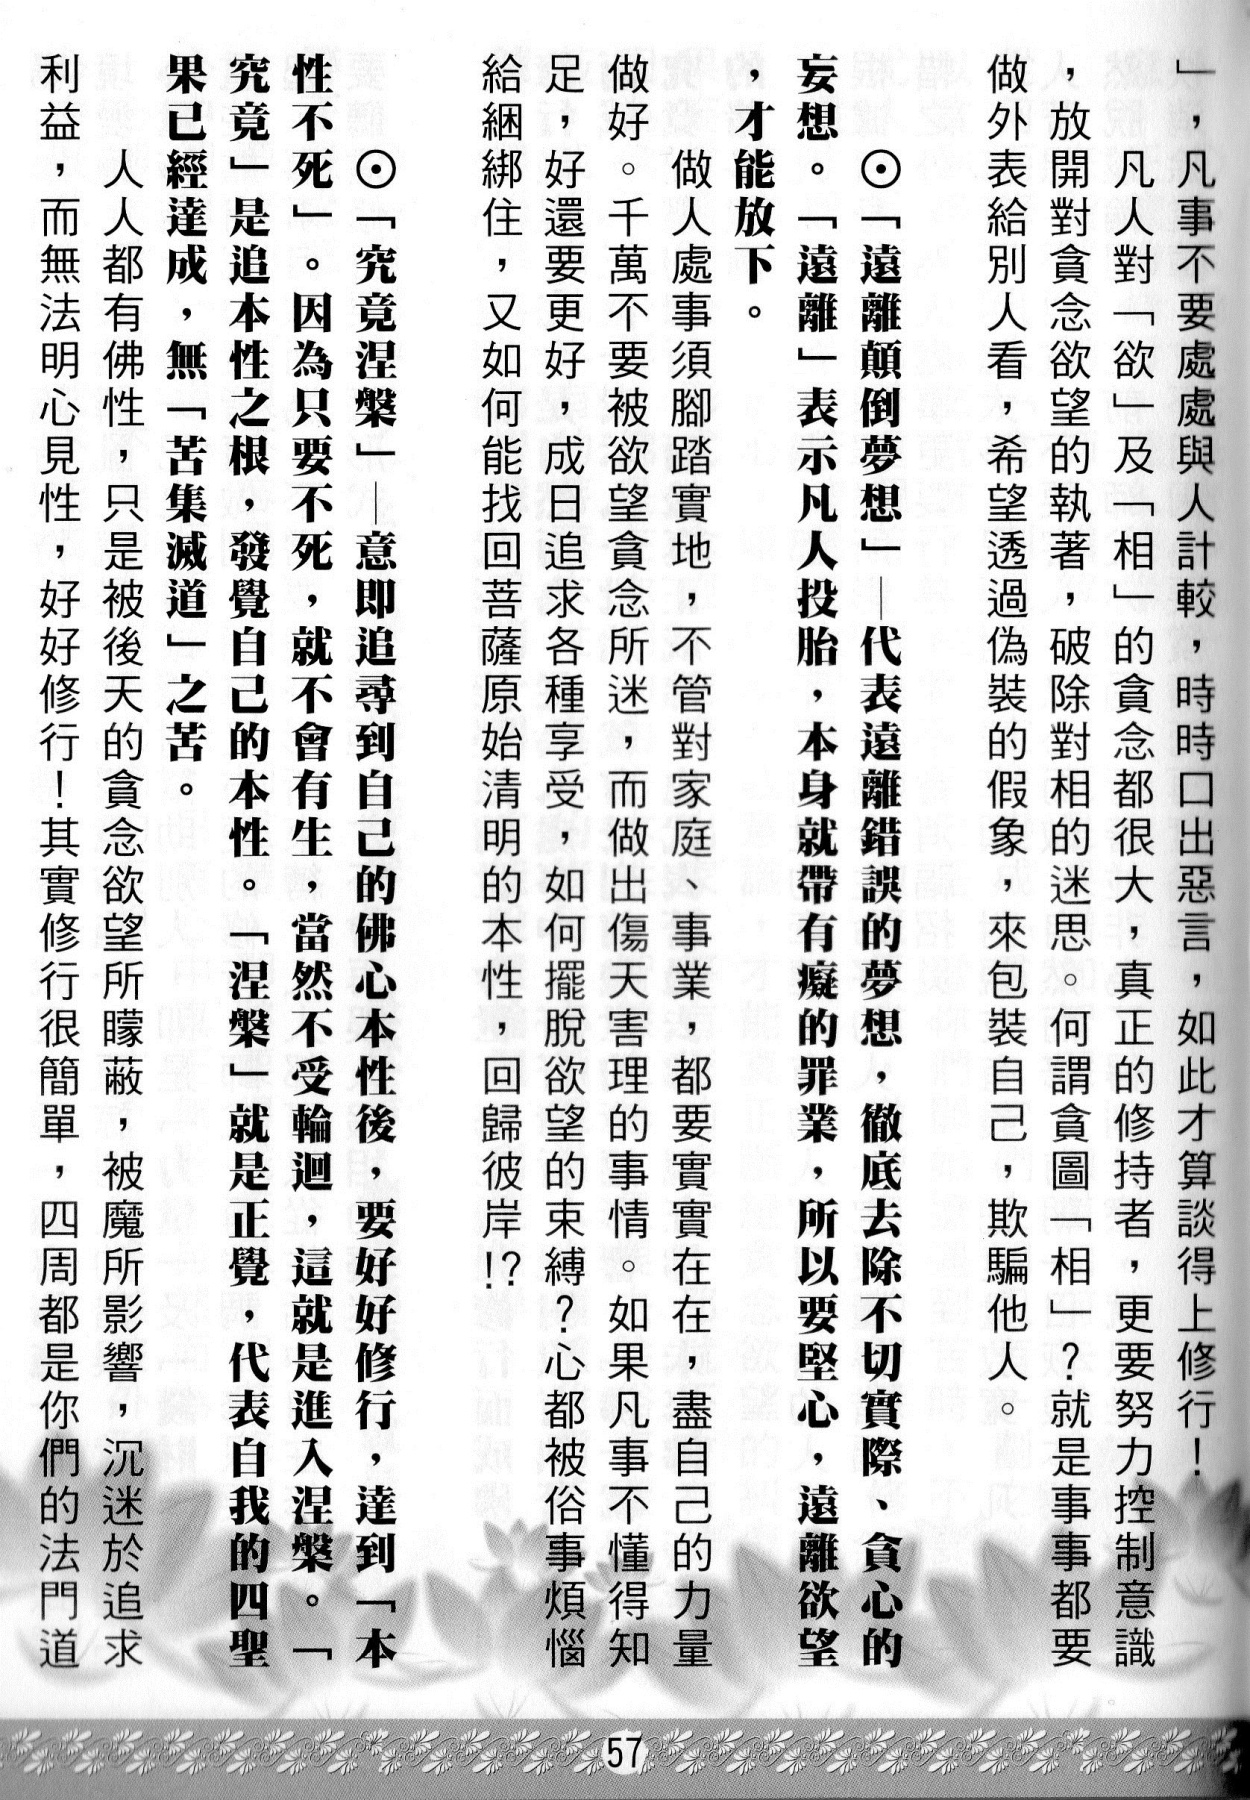 」，凡事不要處處與人計較，時時口出惡言，如此才算談得上修行！
凡人對「欲」及「相」的貪念都很大，真正的修持者，更要努力控制意識
，放開對貪念欲望的執著，破除對相的迷思。何謂貪圖「相」？就是事事都要
做外表給別人看，希望透過偽裝的假象，來包裝自己，欺騙他人。
⊙「遠離顛倒夢想」—代表遠離錯誤的夢想，徹底去除不切實際、貪心的
妄想。「遠離」表示凡人投胎，本身就帶有癡的罪業，所以要堅心，遠離欲望
，才能放下。
做人處事須腳踏實地，不管對家庭、事業，都要實實在在，盡自己的力量
做好。千萬不要被欲望貪念所迷，而做出傷天害理的事情。如果凡事不懂得知
足，好還要更好，成日追求各種享受，如何擺脫欲望的束縛？心都被俗事煩惱
給綑綁住，又如何能找回菩薩原始清明的本性，回歸彼岸!?
⊙「究竟涅槃」—意即追尋到自己的佛心本性後，要好好修行，達到「本
性不死」。因為只要不死，就不會有生，當然不受輪迴，這就是進入涅槃。「
究竟」是追本性之根，發覺自己的本性。「涅槃」就是正覺，代表自我的四聖
果已經達成，無「苦集滅道」之苦。
人人都有佛性，只是被後天的貪念欲望所矇蔽，被魔所影響，沉迷於追求
利益，而無法明心見性，好好修行！其實修行很簡單，四周都是你們的法門道
57